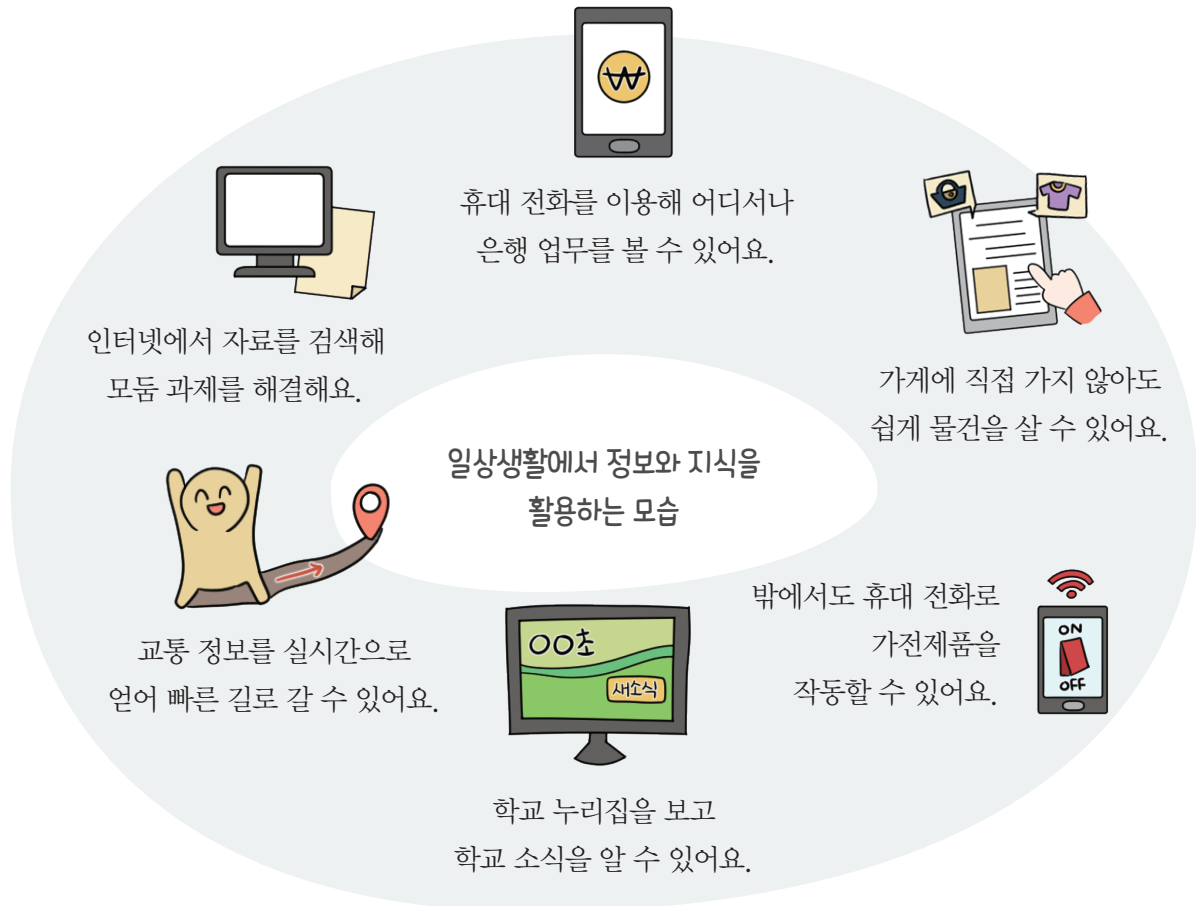 휴대 전화를 이용해 어디서나
은행 업무를 볼 수 있어요.
인터넷에서 자료를 검색해
모둠 과제를 해결해요.
가게에 직접 가지 않아도
쉽게 물건을 살 수 있어요.
일상생활에서 정보와 지식을
활용하는 모습
교통 정보를 실시간으로
얻어 빠른 길로 갈 수 있어요.
밖에서도 휴대 전화로
가전제품을
작동할 수 있어요.
ON
OFF
○○초
새소식
학교 누리집을 보고
학교 소식을 알 수 있어요.